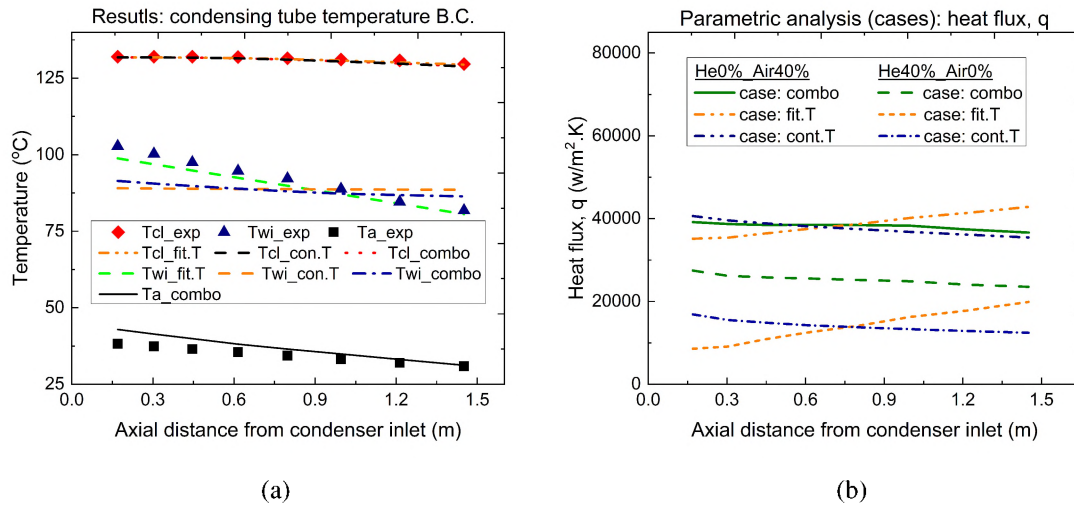 Resutls: condensing tube temperature B.C.
Temperature (°C)
125
100
75
50
25
Tcl_exp Twi_exp Ta_exp
Tcl_fit.T Tcl_con.T Tcl_combo
Twi_fit.T Twi_con.T Twi_combo
Ta_combo
0.0 0.3 0.6 0.9 1.2 1.5
Axial distance from condenser inlet (m)
(a)
Parametric analysis (cases): heat flux, q
Heat flux, q (w/m².K)
80000
60000
40000
20000
0
He0%_Air40% He40%_Air0%
case: combo case: combo
case: fit.T case: fit.T
case: cont.T case: cont.T
0.0 0.3 0.6 0.9 1.2 1.5
Axial distance from condenser inlet (m)
(b)